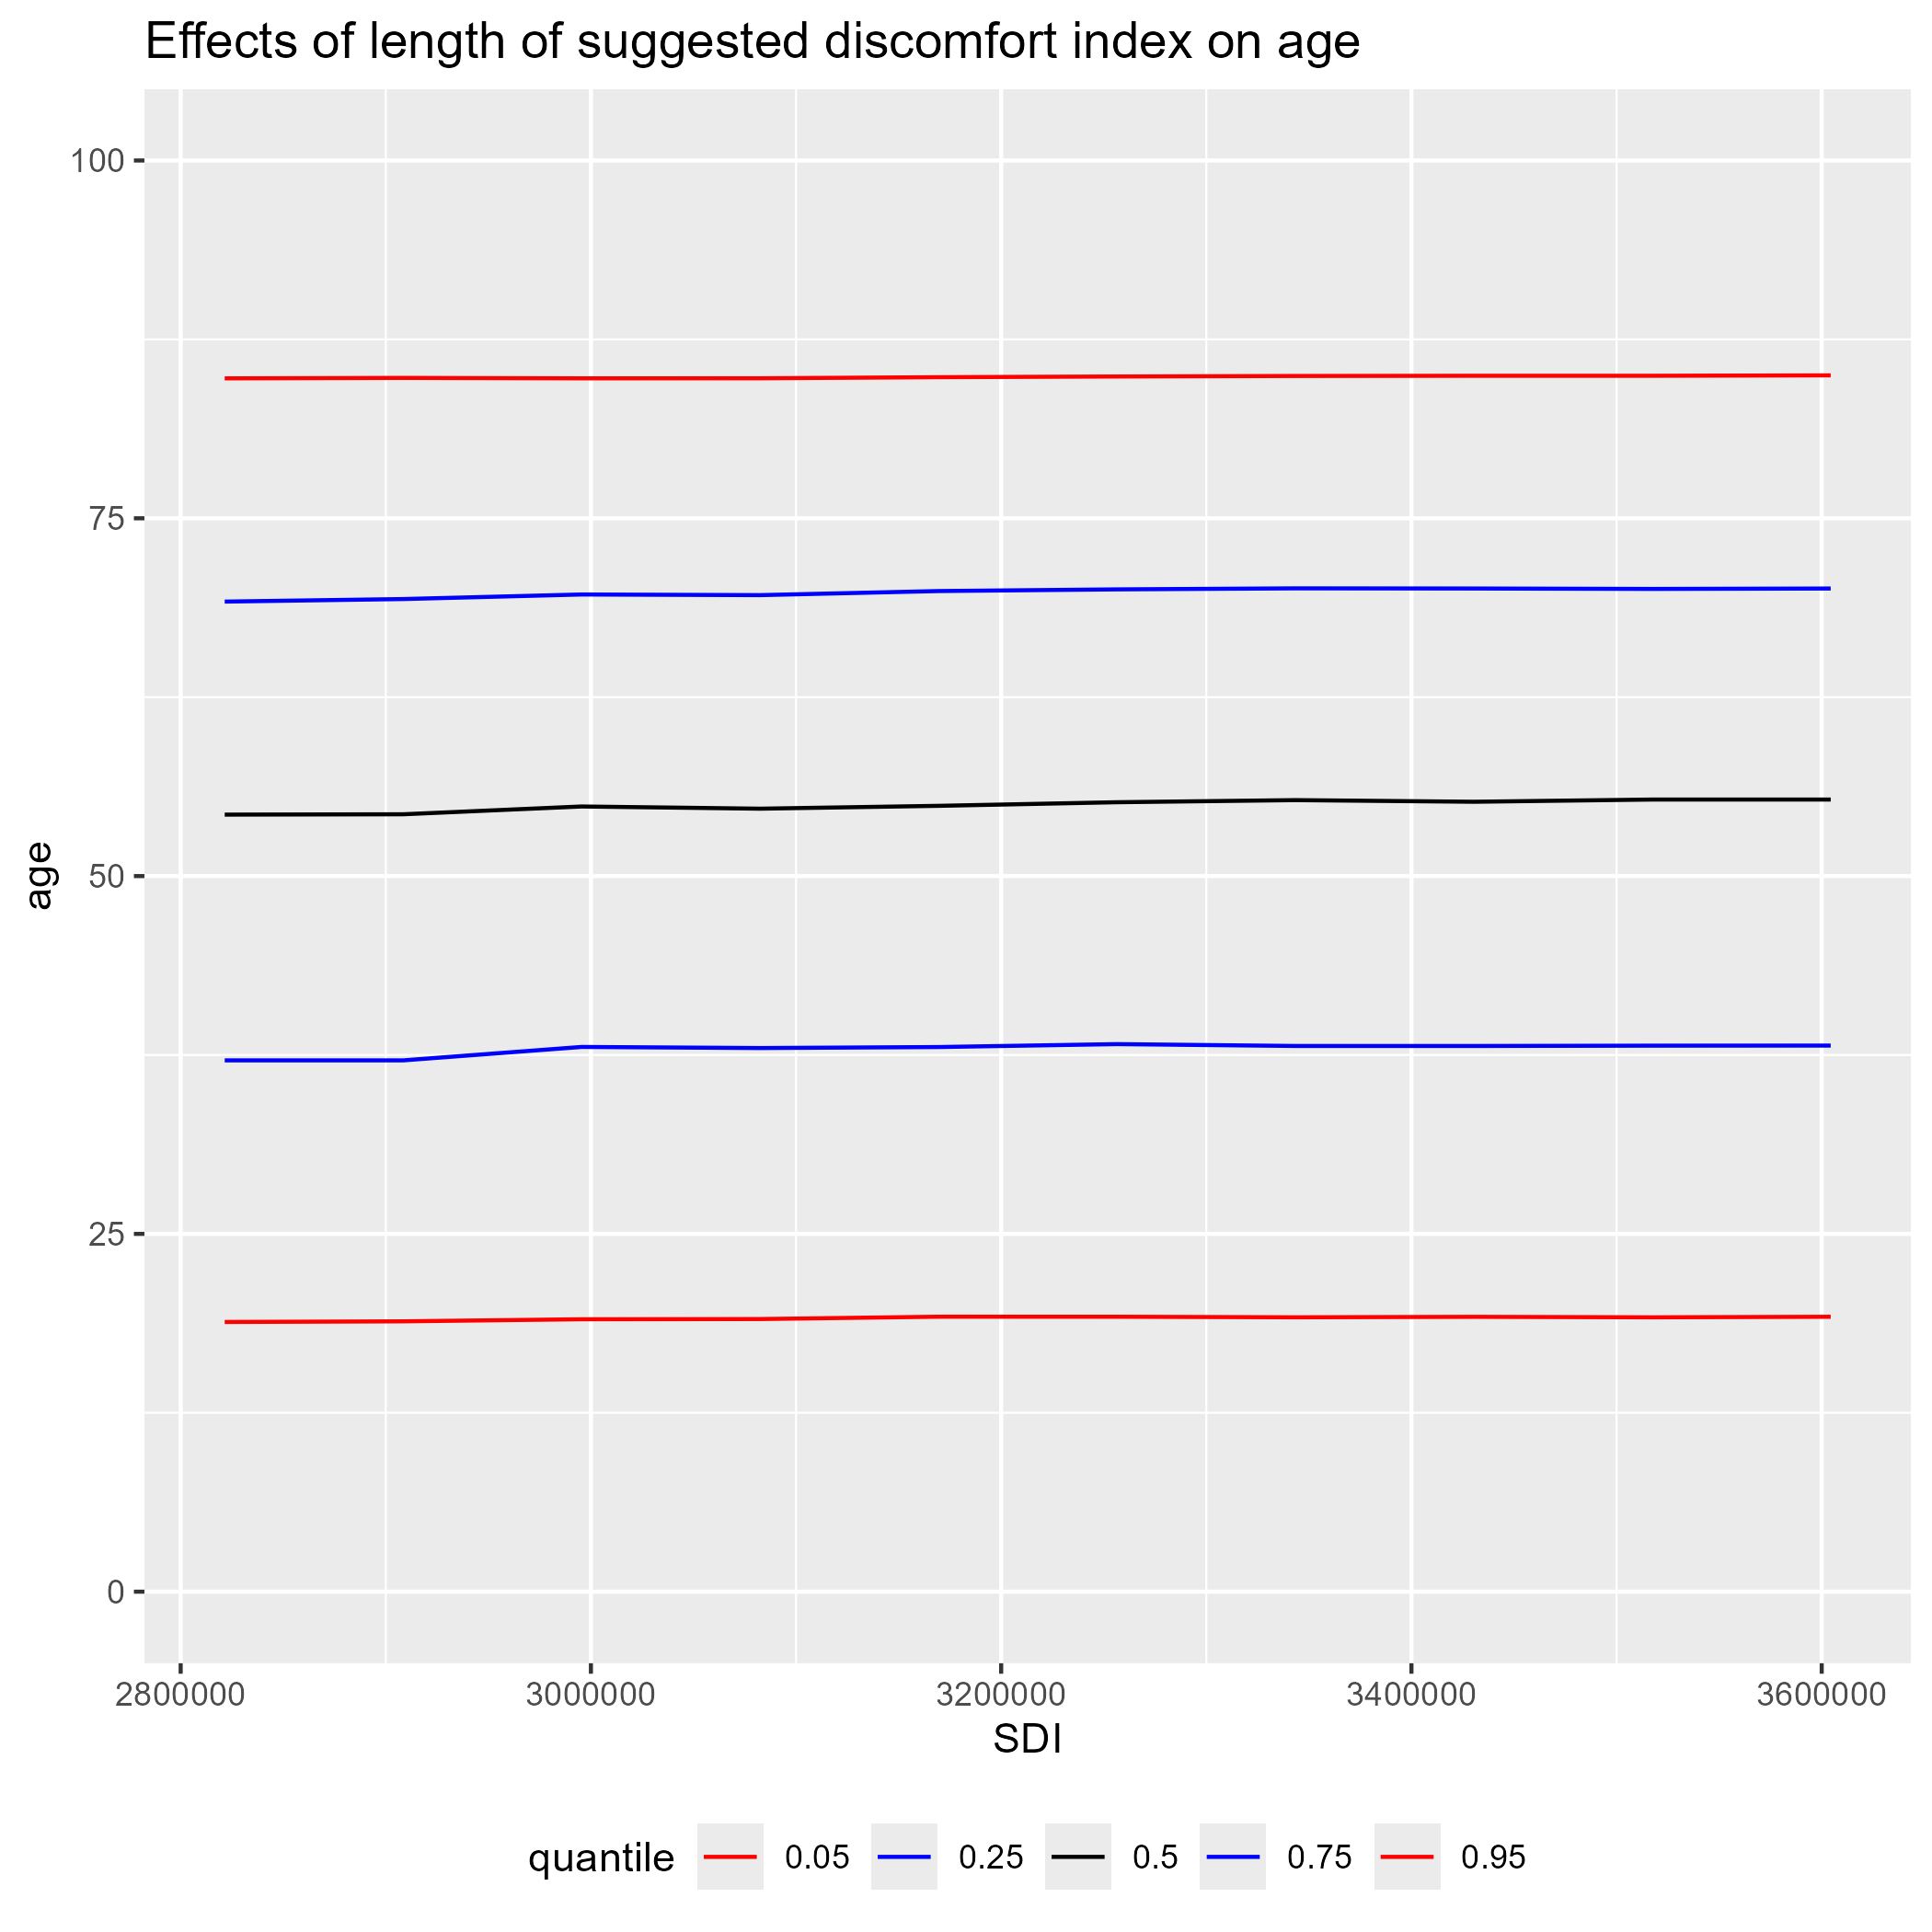 Effects of length of suggested discomfort index on age
100
75
50
25
0
age
2800000 3000000 3200000 3400000 3600000
SDI
quantile 0.05 0.25 0.5 0.75 0.95